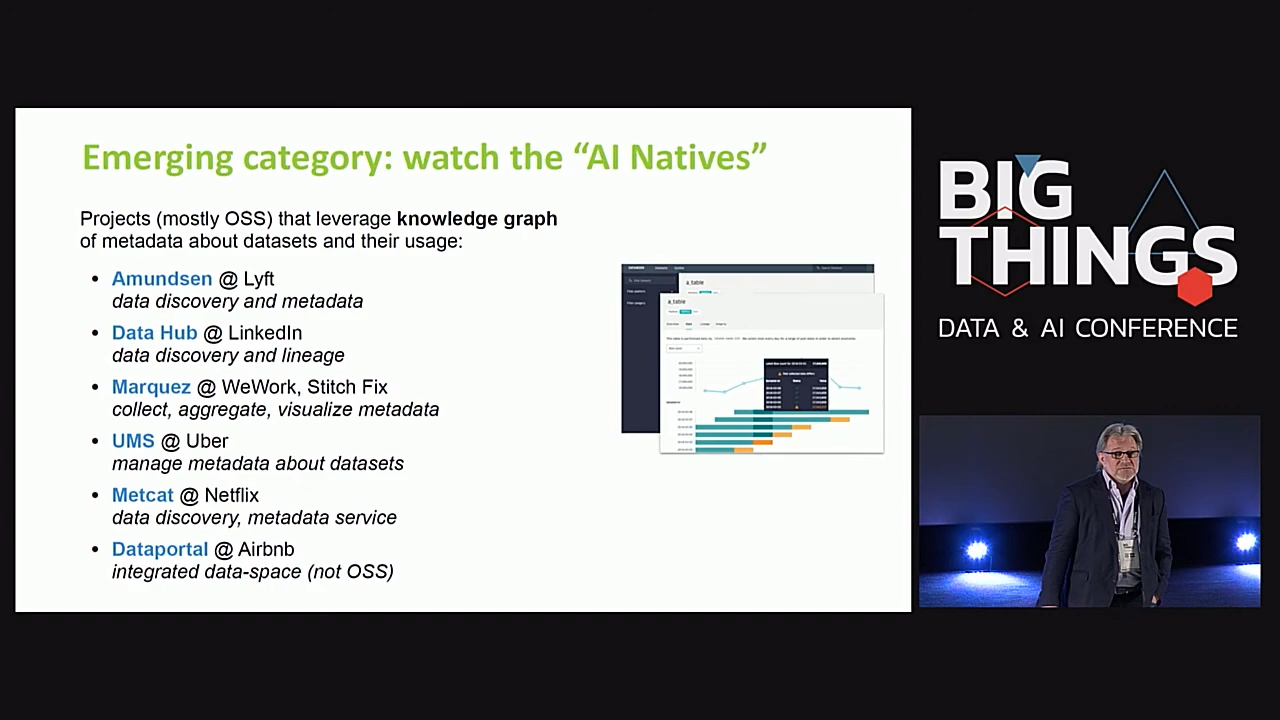 Emerging category: watch the “AI Natives”
Projects (mostly OSS) that leverage knowledge graph
of metadata about datasets and their usage:
• Amundsen @ Lyft
data discovery and metadata
• Data Hub @ LinkedIn
data discovery and lineage
• Marquez @ WeWork, Stitch Fix
collect, aggregate, visualize metadata
• UMS @ Uber
manage metadata about datasets
• Metcat @ Netflix
data discovery, metadata service
• Dataportal @ Airbnb
integrated data-space (not OSS)
a_table
a_table
BIG
THINGS
DATA & AI CONFERENCE